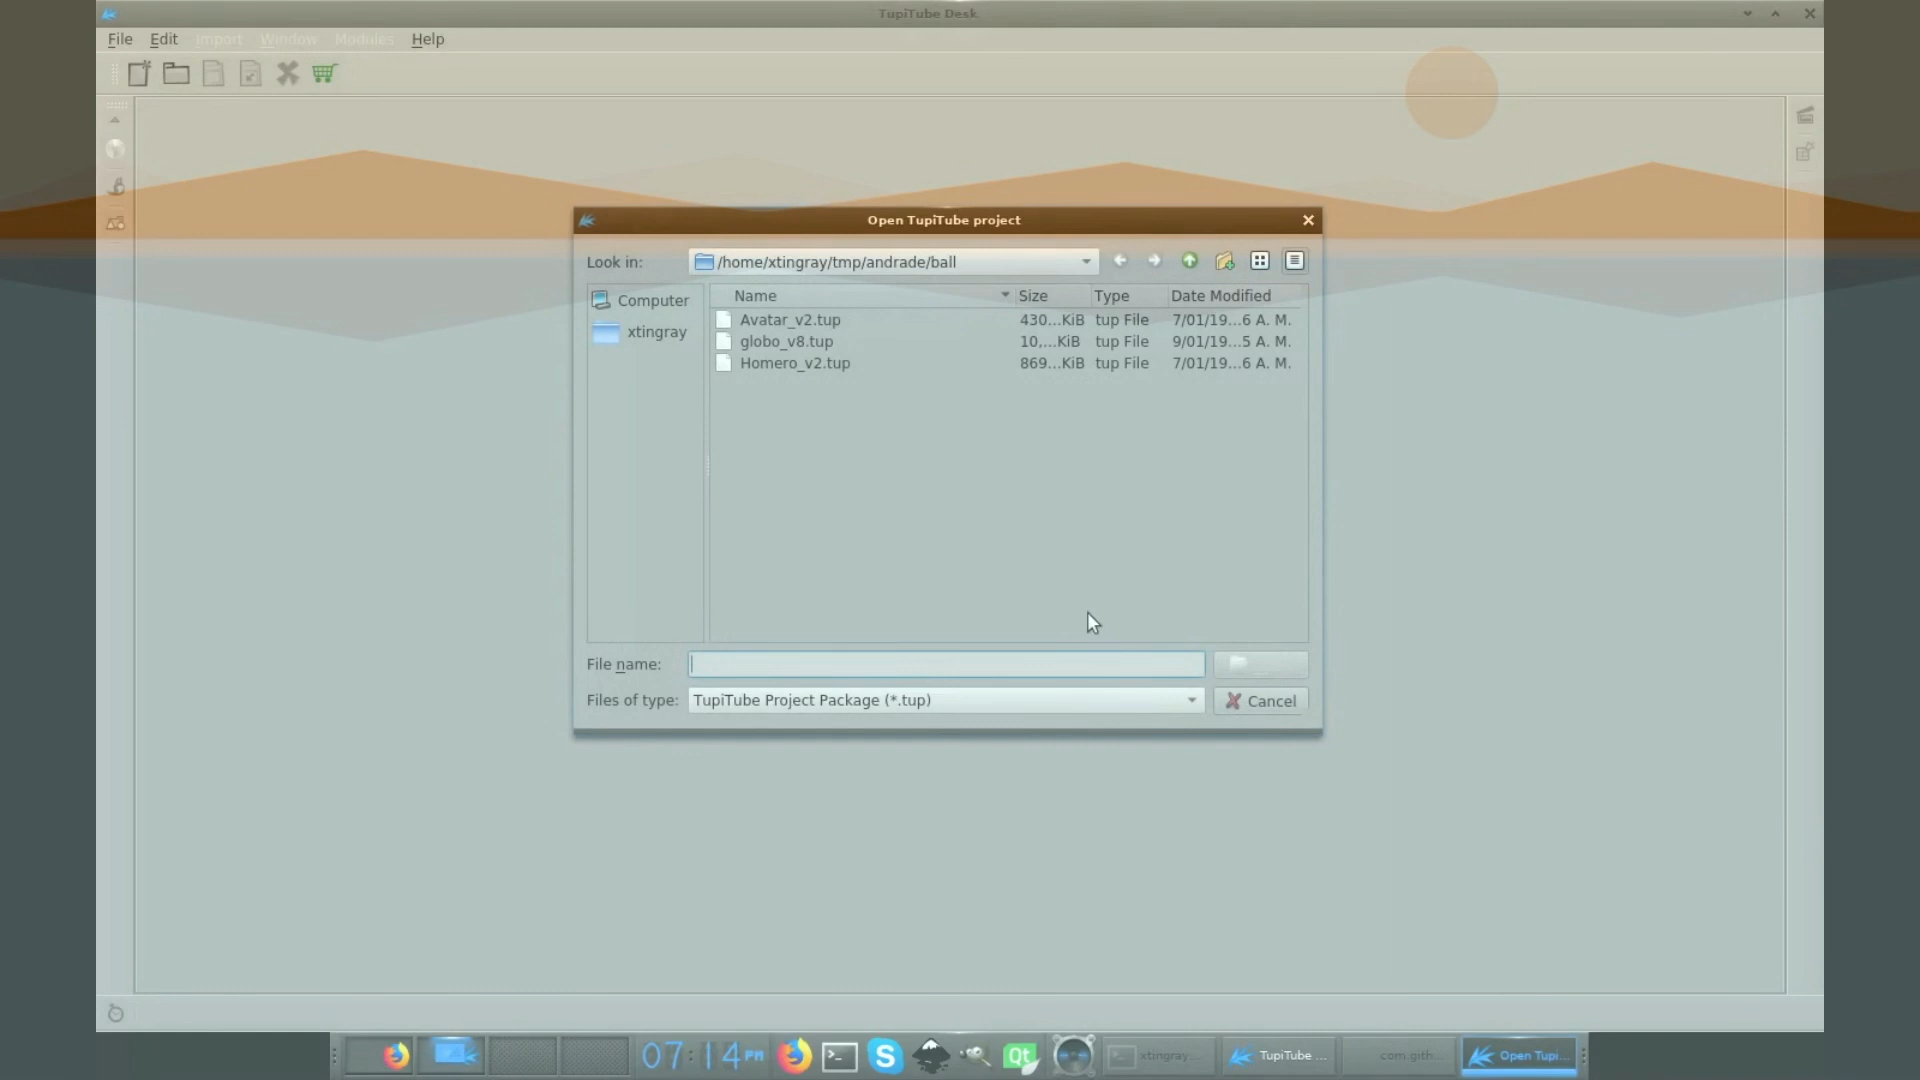 TupiTube Desk
File Edit Import Window Modules Help
Open TupiTube project
Look in: /home/xtingray/tmp/andrade/ball
Computer
xtingray
Name Size Type Date Modified
Avatar_v2.tup 430...KiB tup File 7/01/19...6 A. M.
globo_v8.tup 10,...KiB tup File 9/01/19...5 A. M.
Homero_v2.tup 869...KiB tup File 7/01/19...6 A. M.
File name:
Files of type: TupiTube Project Package (*.tup) Cancel
07:14 PM Qt xtingray... TupiTube ... com.gith... Open Tupi...